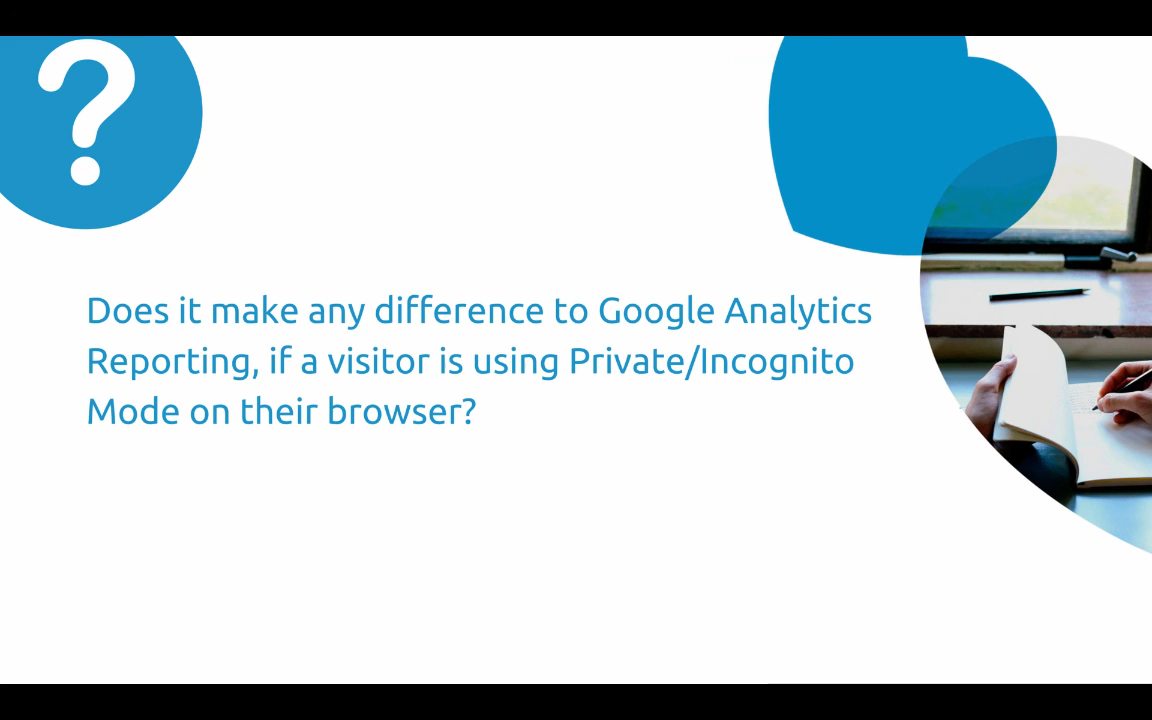 ?
Does it make any difference to Google Analytics
Reporting, if a visitor is using Private/Incognito
Mode on their browser?